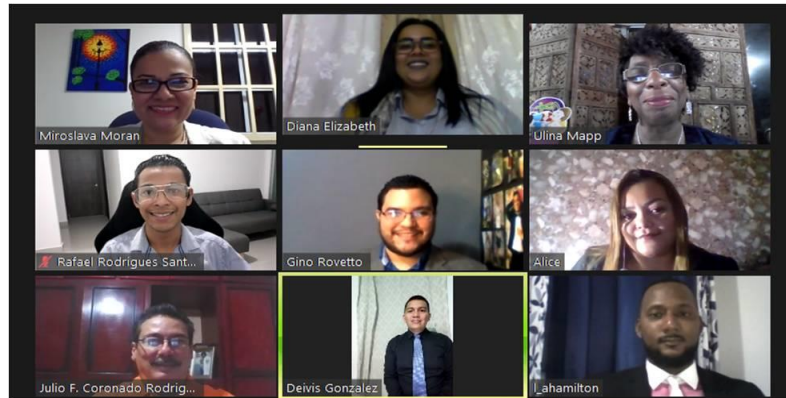 Miroslava Moran
Diana Elizabeth
Ulina Mapp
Rafael Rodrigues Sant...
Gino Rovetto
Alice
Julio F. Coronado Rodrig...
Deivis Gonzalez
l_ahamilton